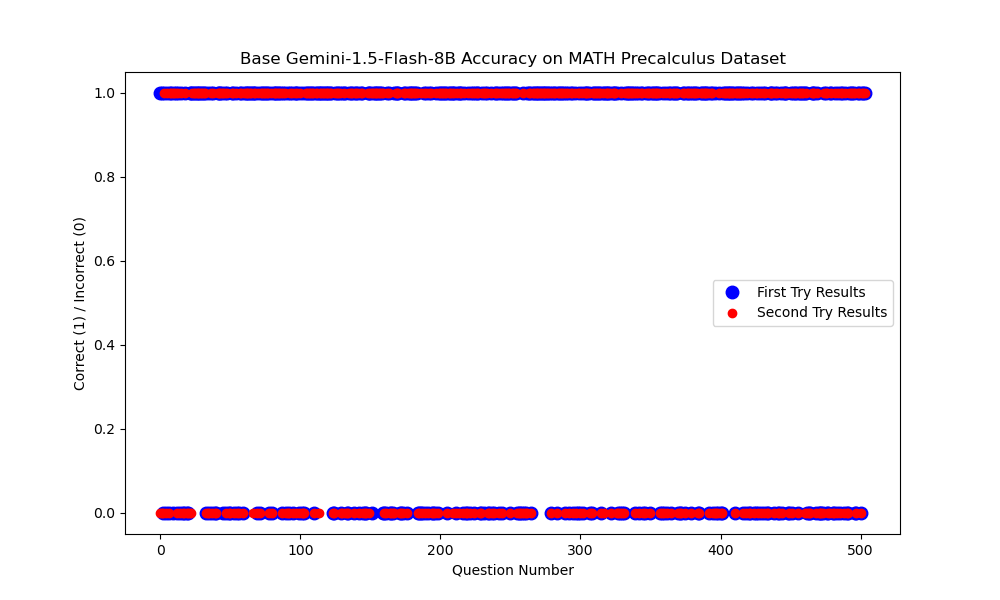 Base Gemini-1.5-Flash-8B Accuracy on MATH Precalculus Dataset
1.0
0.8
0.6
0.4
0.2
0.0
Correct (1) / Incorrect (0)
First Try Results
Second Try Results
0 100 200 300 400 500
Question Number